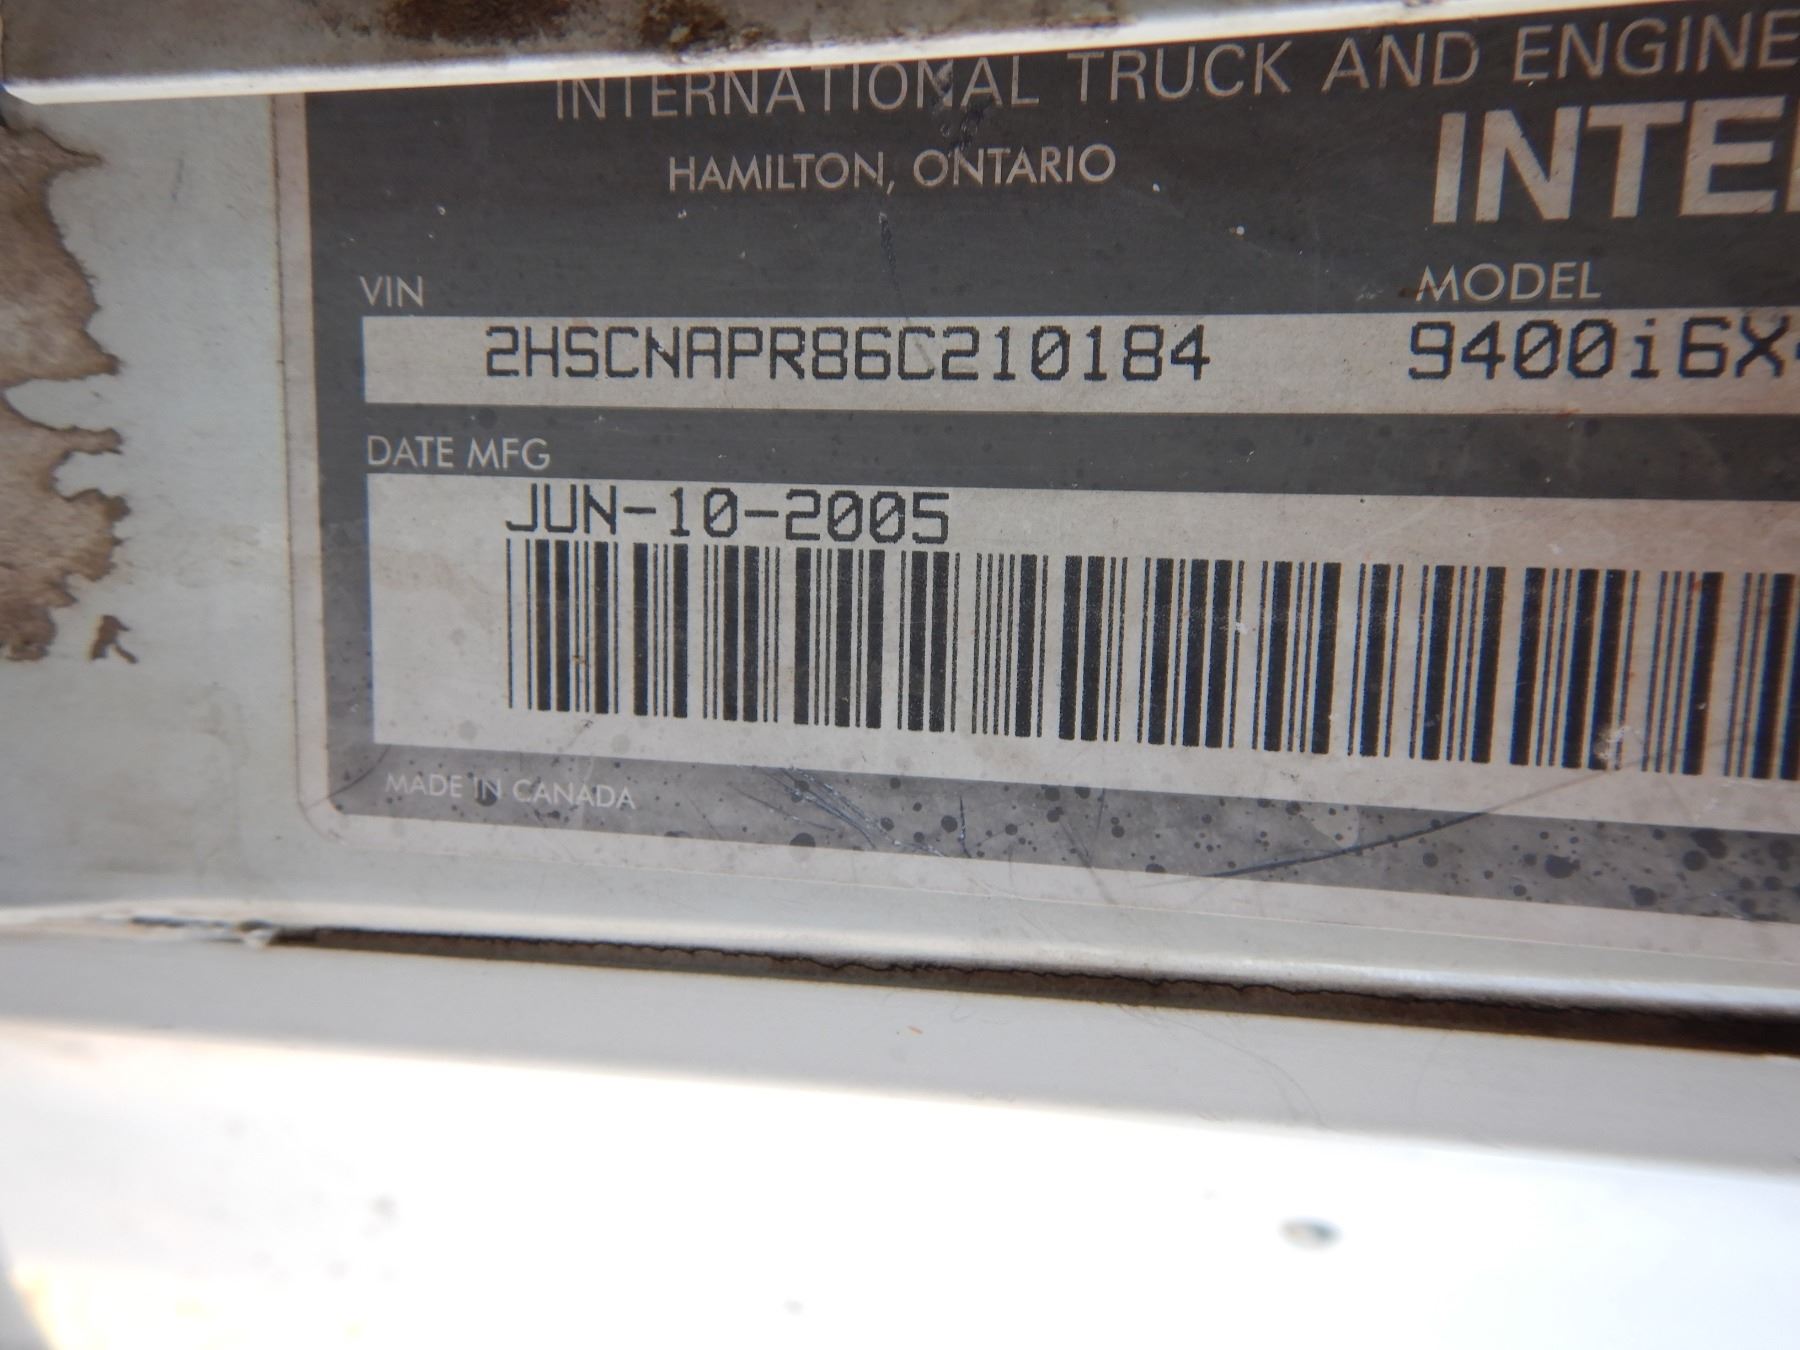 INTERNATIONAL TRUCK AND ENGINE
HAMILTON, ONTARIO
INTE
VIN
MODEL
2HSCNAPR86C210184
9400i6X
DATE MFG
JUN-10-2005
MADE IN CANADA